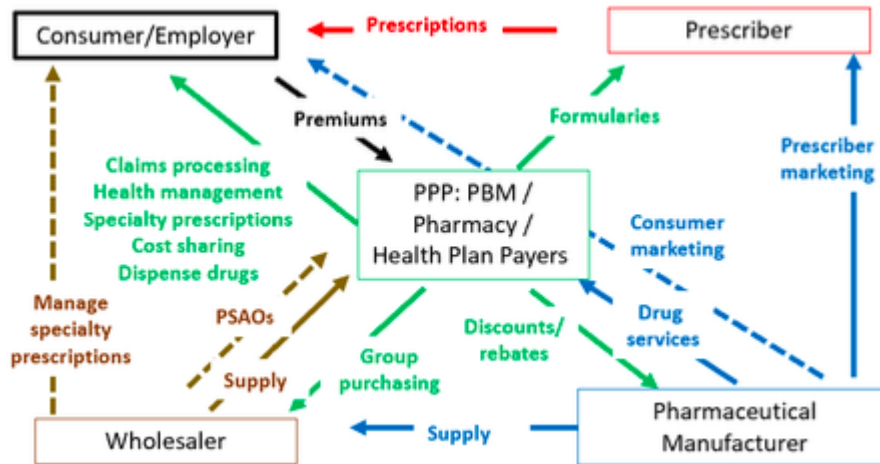 Consumer/Employer
Prescriptions
Prescriber
Premiums
Formularies
Prescriber
marketing
Claims processing
Health management
Specialty prescriptions
Cost sharing
Dispense drugs
PPP: PBM /
Pharmacy /
Health Plan Payers
Consumer
marketing
Manage
specialty
prescriptions
PSAOs
Supply
Group
purchasing
Discounts/
rebates
Drug
services
Wholesaler
Supply
Pharmaceutical
Manufacturer